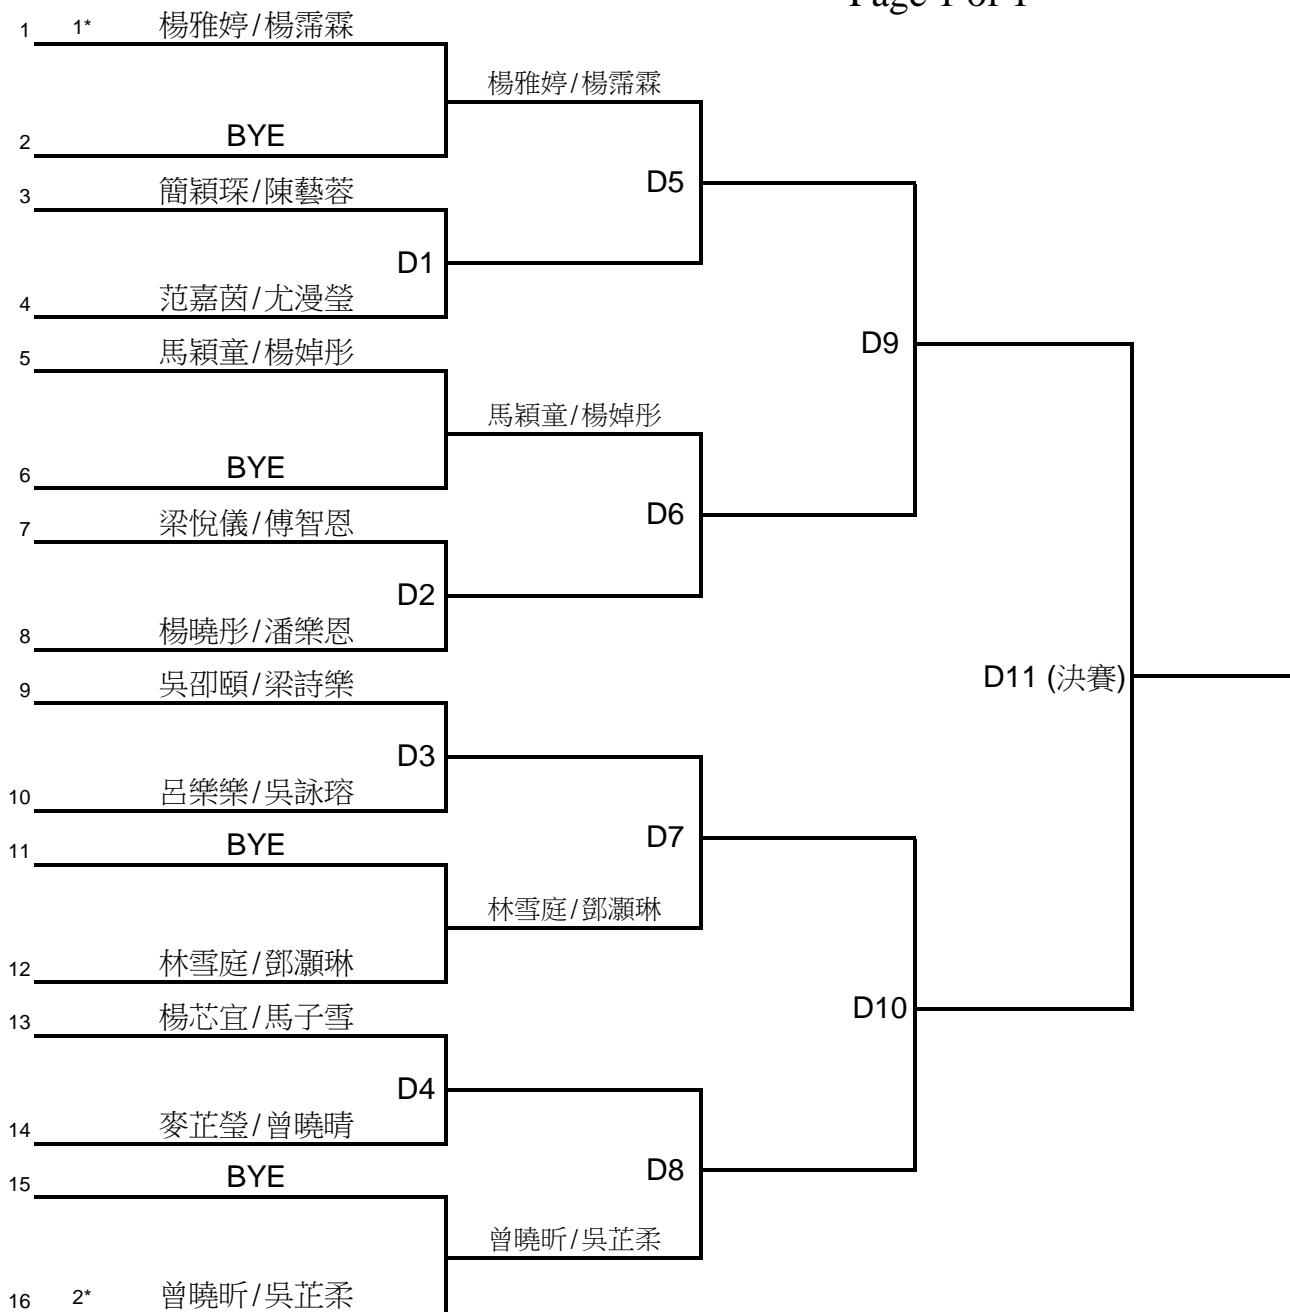 Page 1 of 1
1 1* 楊雅婷/楊霈霖
楊雅婷/楊霈霖
2 BYE
3 簡穎琛/陳藝蓉
D5
D1
4 范嘉茵/尤漫瑩
5 馬穎童/楊婥彤
D9
馬穎童/楊婥彤
6 BYE
7 梁悅儀/傅智恩
D6
D2
8 楊曉彤/潘樂恩
9 吳卲頤/梁詩樂
D11 (決賽)
D3
10 呂樂樂/吳詠瑢
11 BYE
D7
林雪庭/鄧灝琳
12 林雪庭/鄧灝琳
13 楊芯宜/馬子雪
D10
D4
14 麥芷瑩/曾曉晴
15 BYE
D8
曾曉昕/吳芷柔
16 2* 曾曉昕/吳芷柔